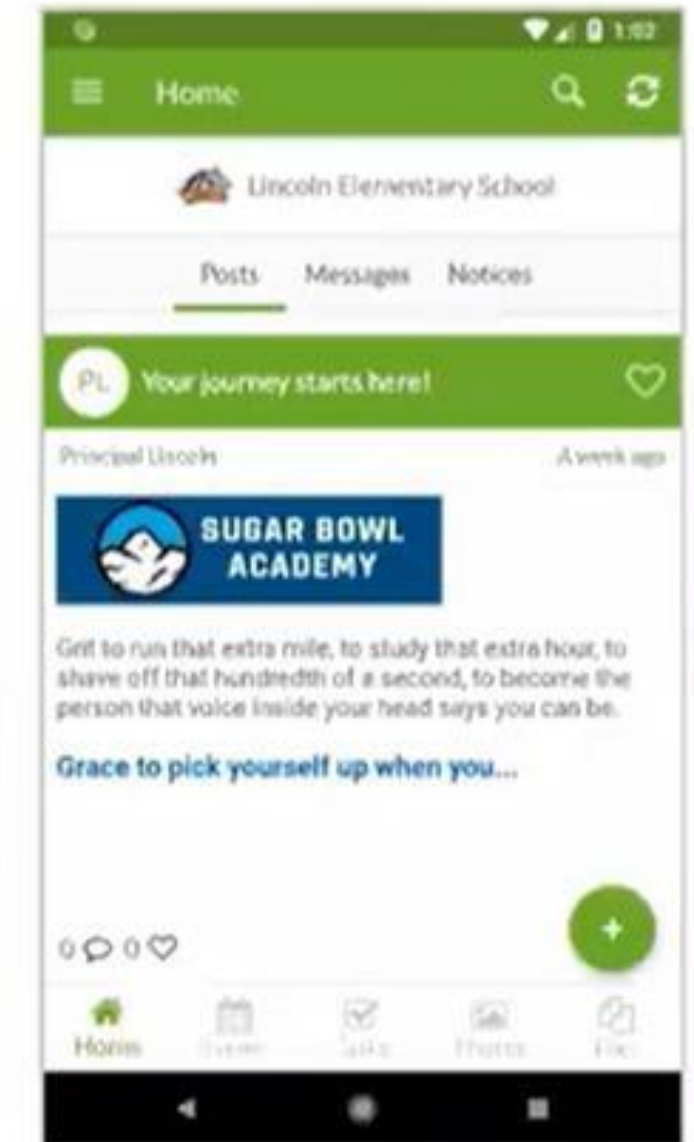 1:02
Home
Lincoln Elementary School
Posts Messages Notices
PL Your journey starts here!
Principal Lincoln A week ago
SUGAR BOWL
ACADEMY
Grit to run that extra mile, to study that extra hour, to
shave off that hundredth of a second, to become the
person that voice inside your head says you can be.
Grace to pick yourself up when you...
0 0
Home Photos